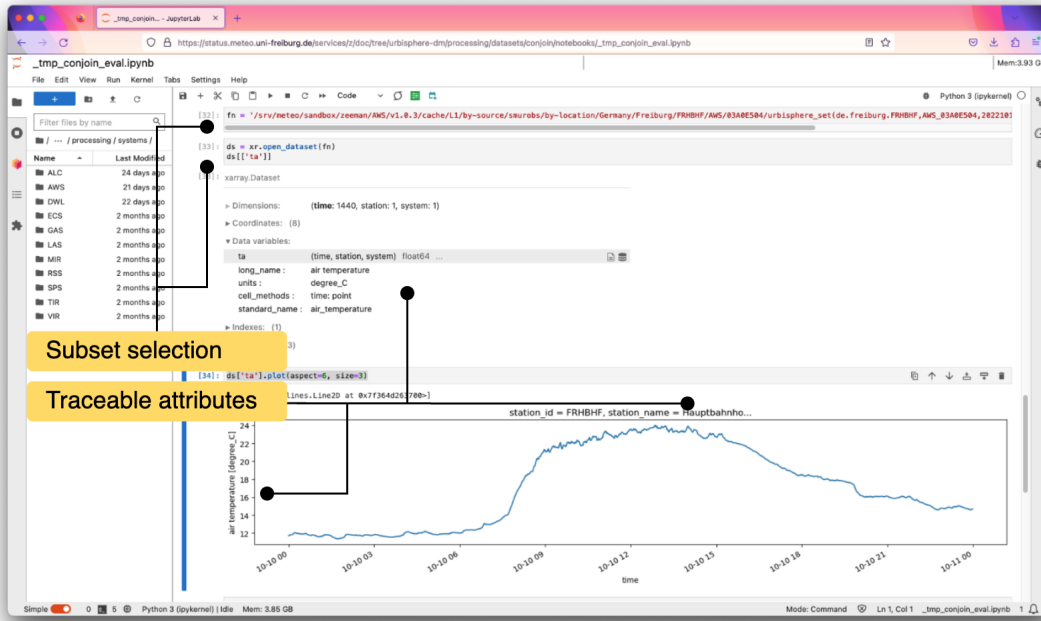 _tmp_conjoin... - JupyterLab × +
https://status.meteo.uni-freiburg.de/services/z/doc/tree/urbisphere-dm/processing/datasets/conjoin/notebooks/_tmp_conjoin_eval.ipynb
_tmp_conjoin_eval.ipynb
Mem:3.93 G
File Edit View Run Kernel Tabs Settings Help
Code
Python 3 (ipykernel)
Filter files by name
/ ··· / processing / systems /
Name Last Modified
ALC 24 days ago
AWS 21 days ago
DWL 22 days ago
ECS 2 months ago
GAS 2 months ago
LAS 2 months ago
MIR 2 months ago
RSS 2 months ago
SPS 2 months ago
TIR 2 months ago
VIR 2 months ago
[32]: fn = '/srv/meteo/sandbox/zeeman/AWS/v1.0.3/cache/L1/by-source/smurobs/by-location/Germany/Freiburg/FRHBHF/AWS/03A0E504/urbisphere_set(de.freiburg.FRHBHF,AWS_03A0E504,2022101
[33]: ds = xr.open_dataset(fn)
ds[['ta']]
xarray.Dataset
▸ Dimensions: (time: 1440, station: 1, system: 1)
▸ Coordinates: (8)
▾ Data variables:
ta (time, station, system) float64 ...
long_name : air temperature
units : degree_C
cell_methods : time: point
standard_name : air_temperature
▸ Indexes: (1)
3)
Subset selection
[34]: ds['ta'].plot(aspect=6, size=3)
Traceable attributes
station_id = FRHBHF, station_name = Hauptbahnho...
air temperature [degree_C]
24
22
20
18
16
14
12
10-10 00 10-10 03 10-10 06 10-10 09 10-10 12 10-10 15 10-10 18 10-10 21 10-11 00
time
Simple 0 5 Python 3 (ipykernel) | Idle Mem: 3.85 GB
Mode: Command Ln 1, Col 1 _tmp_conjoin_eval.ipynb 1